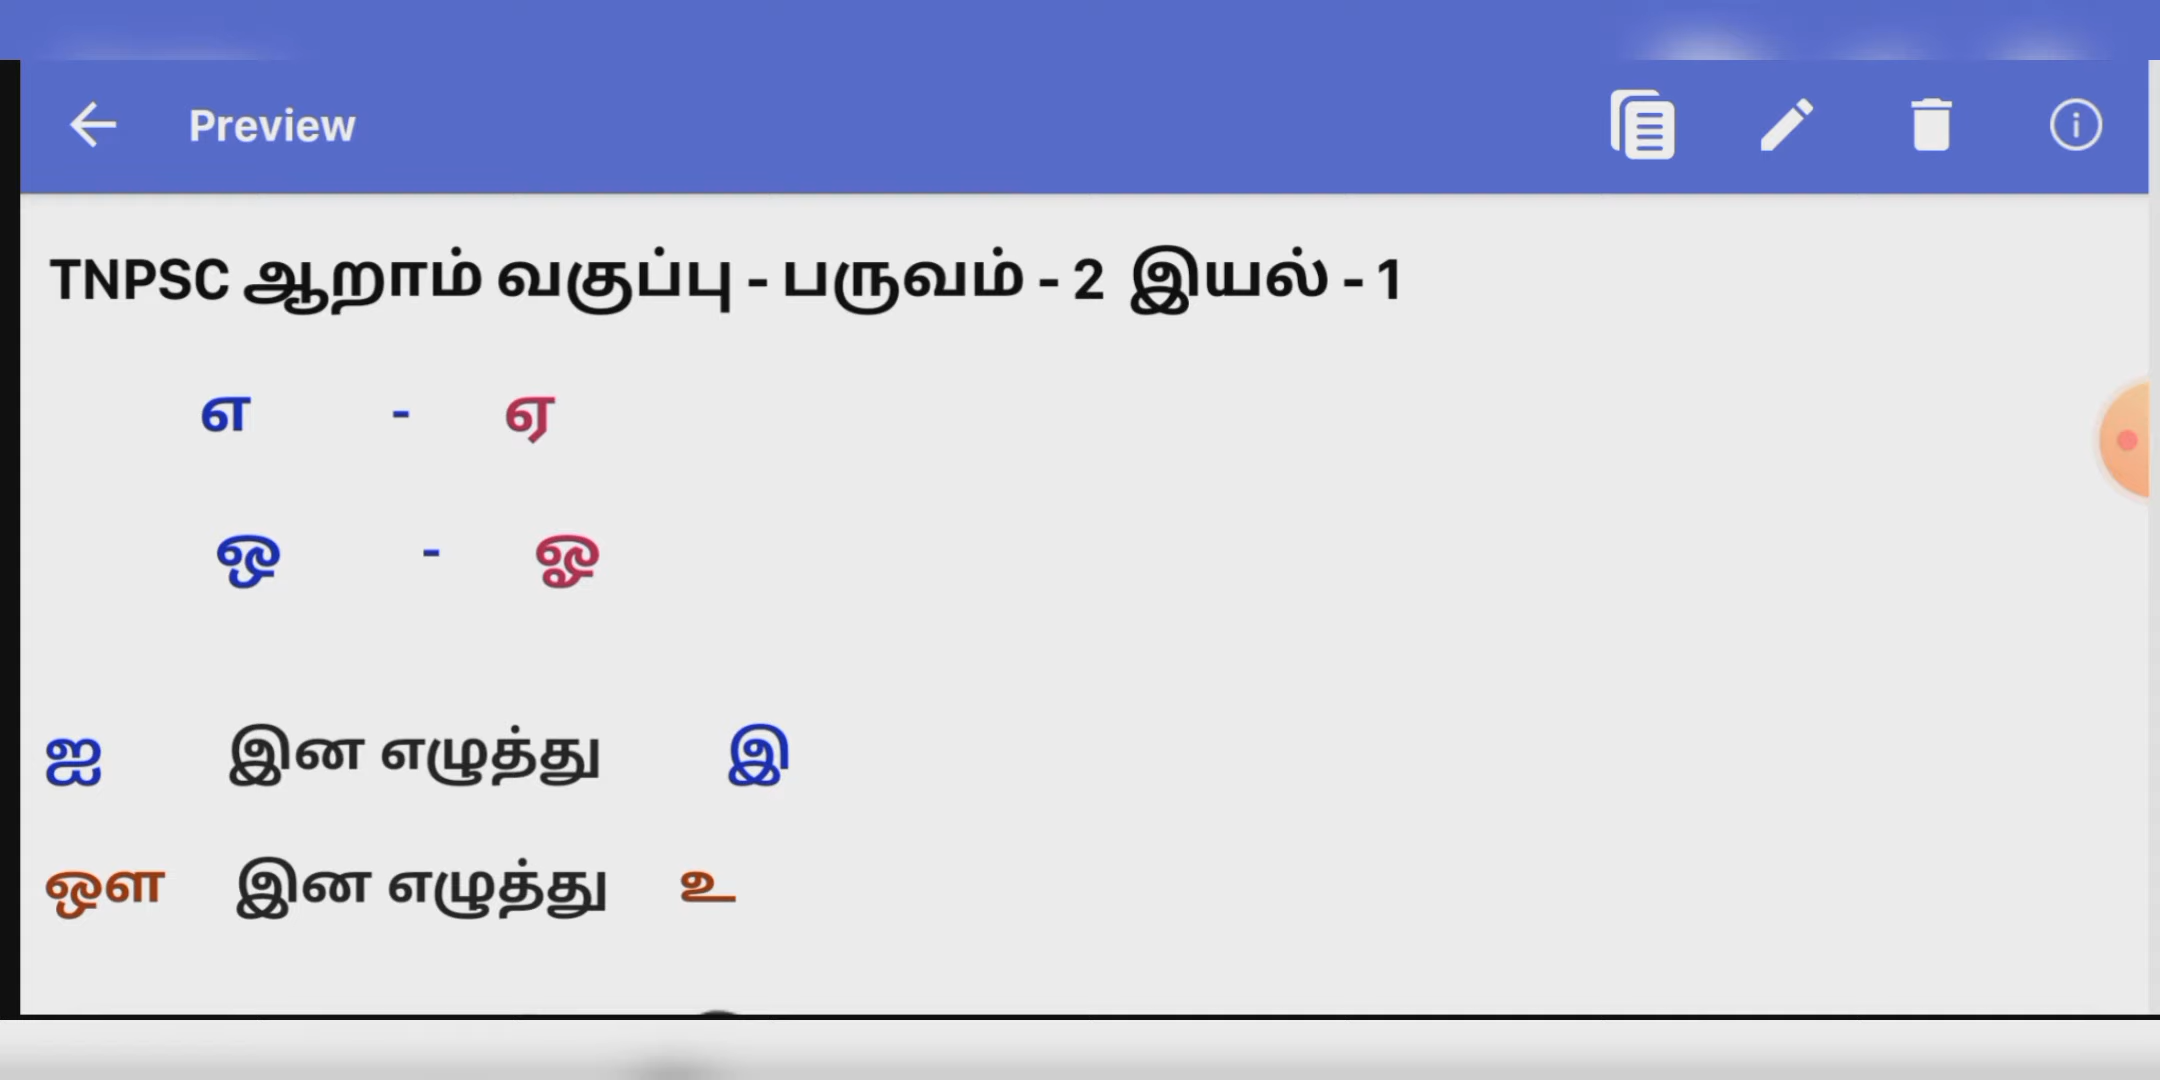 Preview
TNPSC ஆறாம் வகுப்பு - பருவம் - 2 இயல் - 1
எ - ஏ
ஒ - ஓ
ஐ இன எழுத்து இ
ஔ இன எழுத்து உ